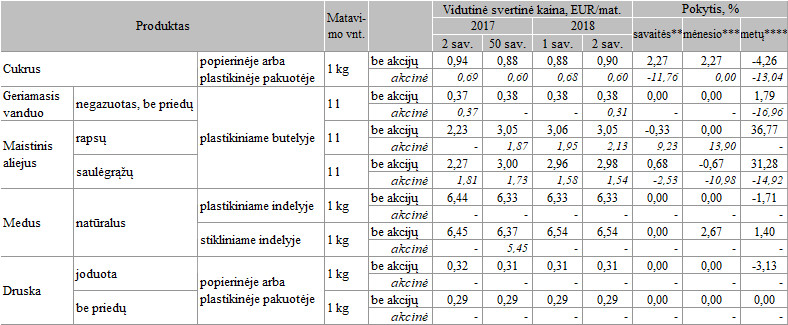 Produktas Matavi- Vidutinė svertinė kaina, EUR/mat. Pokytis, %
mo vnt. 2017 2018 savaitės** mėnesio*** metų****
2 sav. 50 sav. 1 sav. 2 sav.
Cukrus popierinėje arba plastikinėje pakuotėje 1 kg be akcijų 0,94 0,88 0,88 0,90 2,27 2,27 -4,26
akcinė 0,69 0,60 0,68 0,60 -11,76 0,00 -13,04
Geriamasis vanduo negazuotas, be priedų plastikiniame butelyje 1 l be akcijų 0,37 0,38 0,38 0,38 0,00 0,00 1,79
akcinė 0,37 - - 0,31 - - -16,96
Maistinis aliejus rapsų 1 l be akcijų 2,23 3,05 3,06 3,05 -0,33 0,00 36,77
akcinė - 1,87 1,95 2,13 9,23 13,90 -
saulėgrąžų 1 l be akcijų 2,27 3,00 2,96 2,98 0,68 -0,67 31,28
akcinė 1,81 1,73 1,58 1,54 -2,53 -10,98 -14,92
Medus natūralus plastikiniame indelyje 1 kg be akcijų 6,44 6,33 6,33 6,33 0,00 0,00 -1,71
akcinė - - - - - - -
stikliniame indelyje 1 kg be akcijų 6,45 6,37 6,54 6,54 0,00 2,67 1,40
akcinė - 5,45 - - - - -
Druska joduota popierinėje arba plastikinėje pakuotėje 1 kg be akcijų 0,32 0,31 0,31 0,31 0,00 0,00 -3,13
akcinė - - - - - - -
be priedų 1 kg be akcijų 0,29 0,29 0,29 0,29 0,00 0,00 0,00
akcinė - - - - - - -